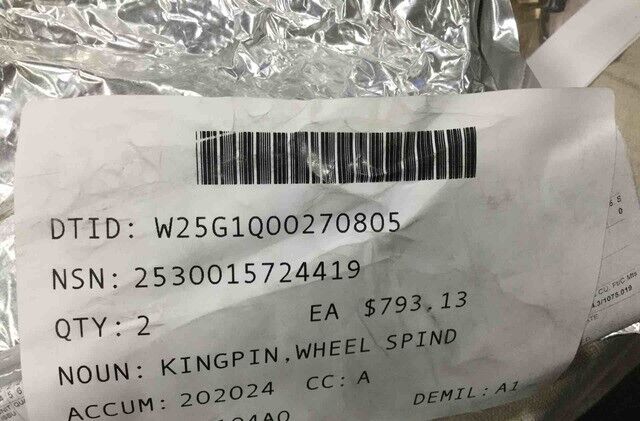 DTID: W25G1Q00270805
NSN: 2530015724419
QTY: 2 EA $793.13
NOUN: KINGPIN,WHEEL SPIND
ACCUM: 202024 CC: A DEMIL: A1